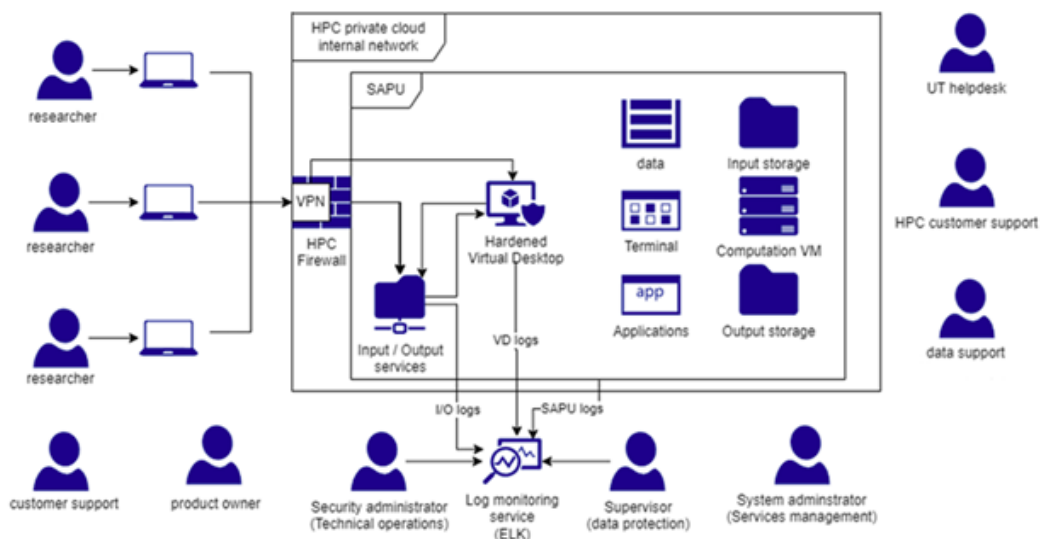 HPC private cloud
internal network
SAPU
researcher
researcher
researcher
VPN
HPC
Firewall
Hardened
Virtual Desktop
Input / Output
services
data
Input storage
Terminal
Computation VM
app
Applications
Output storage
UT helpdesk
HPC customer support
data support
VD logs
I/O logs
SAPU logs
customer support
product owner
Security administrator
(Technical operations)
Log monitoring
service
(ELK)
Supervisor
(data protection)
System adminstrator
(Services management)